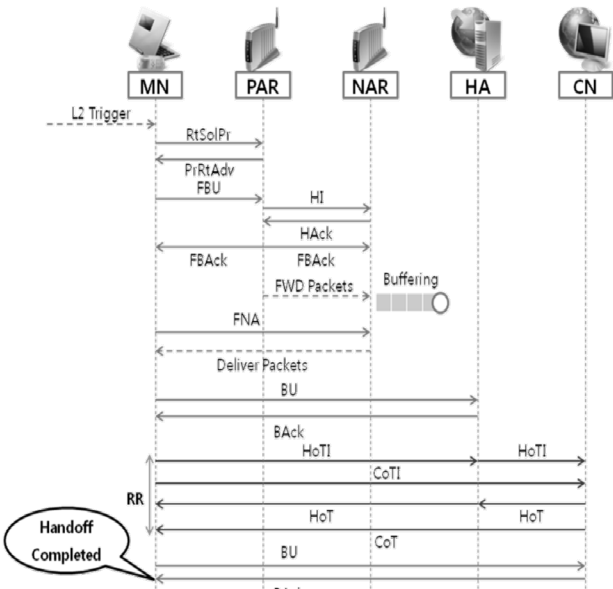 MN PAR NAR HA CN
L2 Trigger
RtSolPr
PrRtAdv
FBU
HI
HAck
FBAck FBAck
FWD Packets
Buffering
FNA
Deliver Packets
BU
BAck
HoTI HoTI
CoTI
RR
HoT HoT
Handoff
Completed
CoT
BU